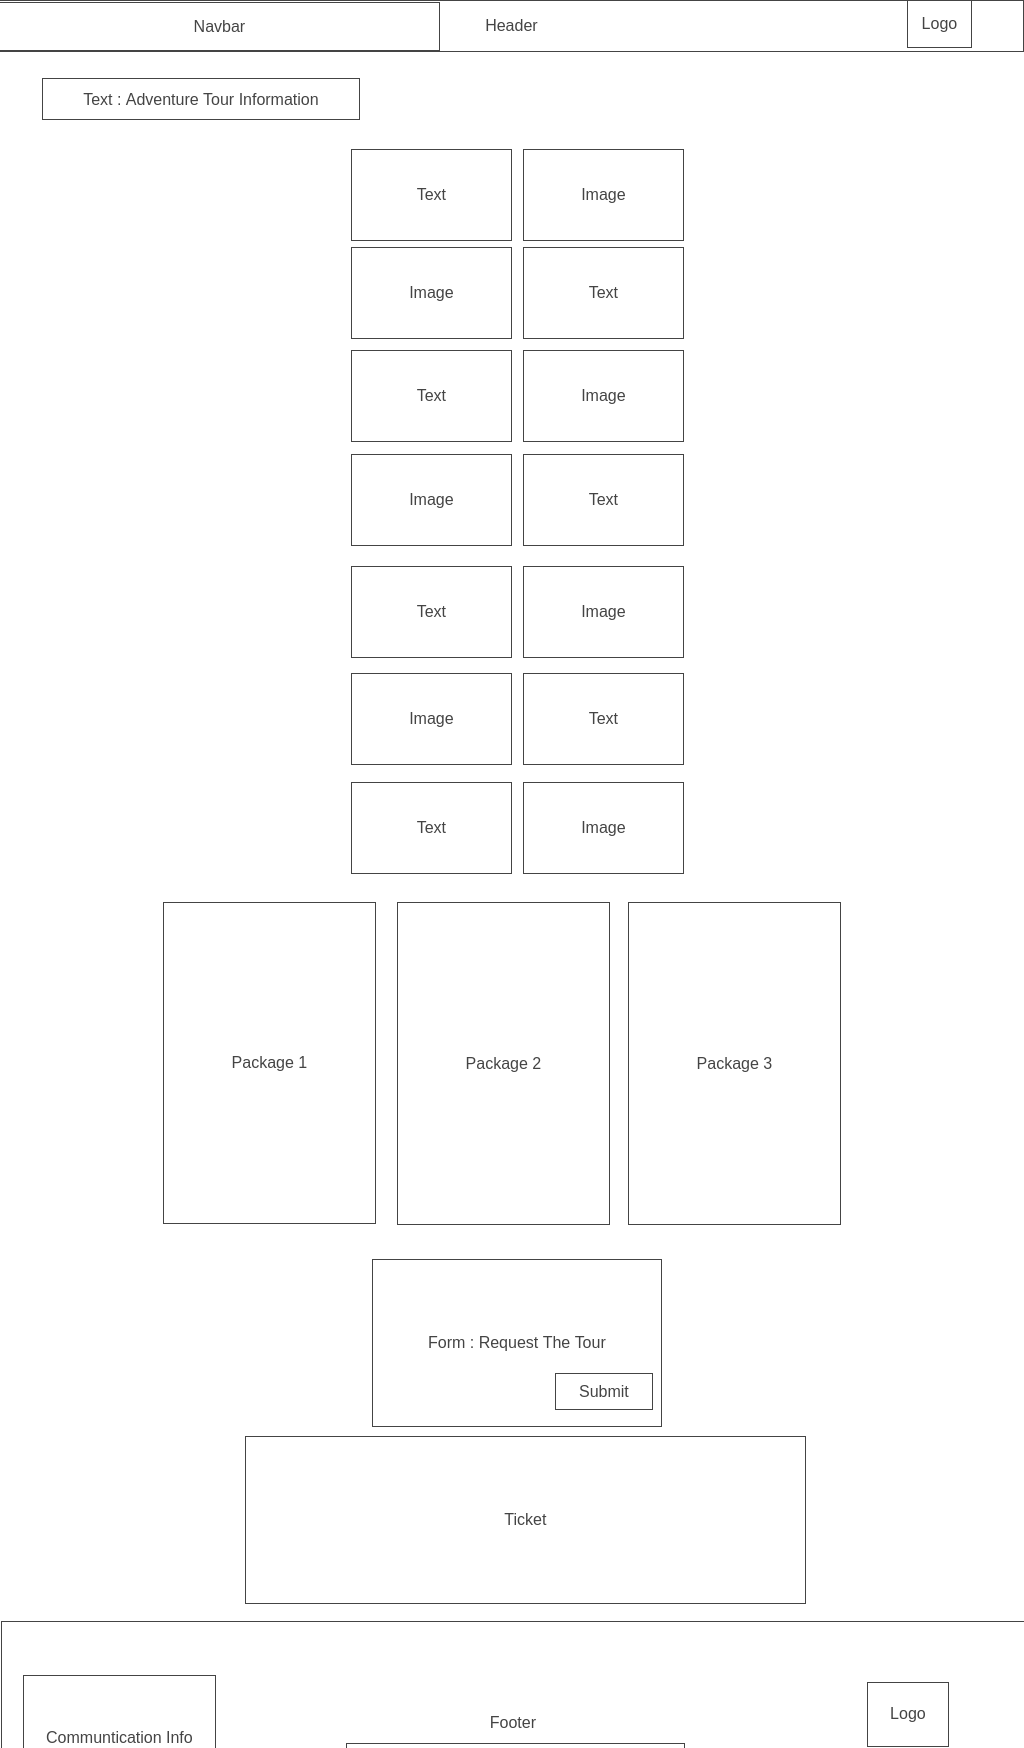 Navbar
Header
Logo
Text : Adventure Tour Information
Text
Image
Image
Text
Text
Image
Image
Text
Text
Image
Image
Text
Text
Image
Package 1
Package 2
Package 3
Form : Request The Tour
Submit
Ticket
Communtication Info
Footer
Logo